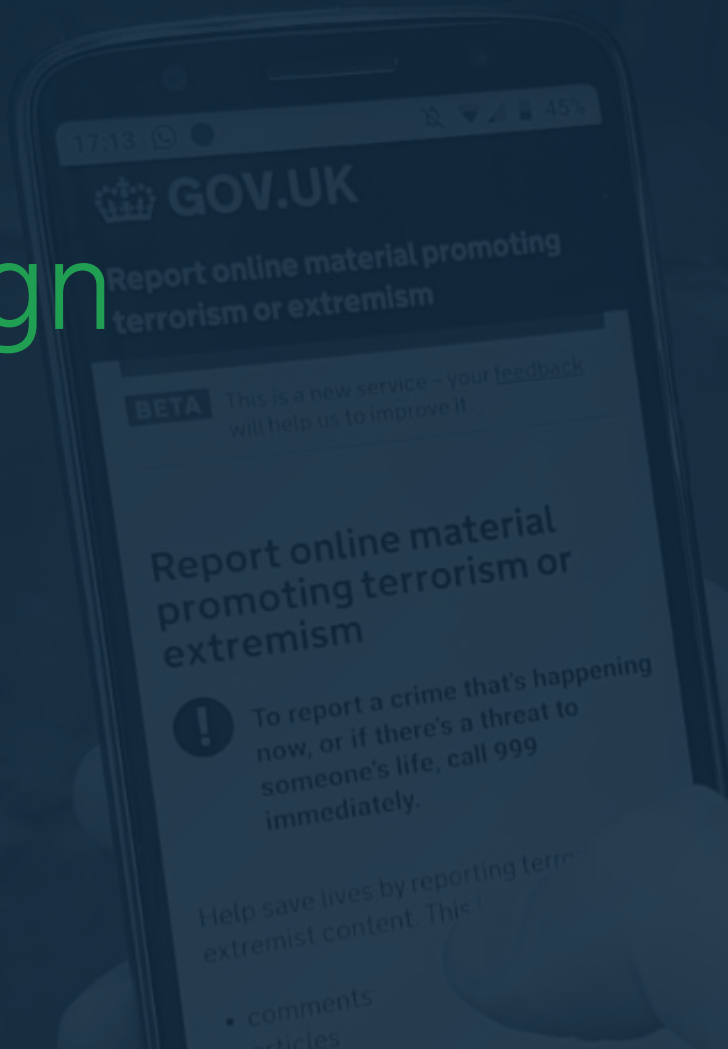 17:13 45%
GOV.UK
Report online material promoting
terrorism or extremism
gn
BETA This is a new service – your feedback
will help us to improve it.
Report online material
promoting terrorism or
extremism
! To report a crime that's happening
now, or if there's a threat to
someone's life, call 999
immediately.
Help save lives by reporting
extremist content. This
• comments
articles